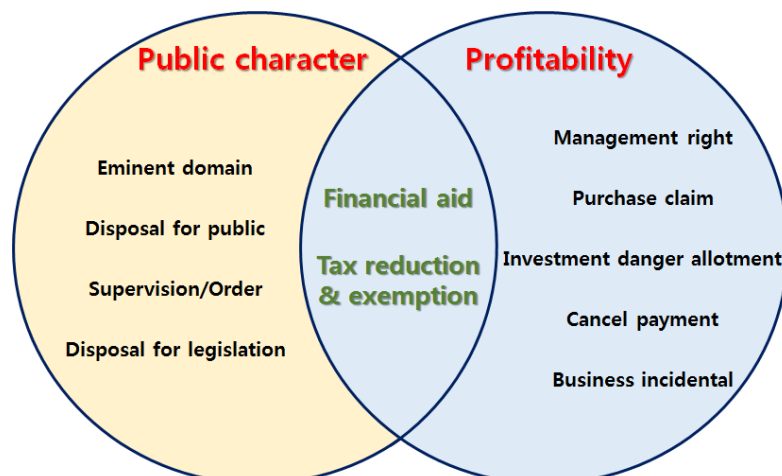 Public character
Profitability
Eminent domain
Disposal for public
Supervision/Order
Disposal for legislation
Financial aid
Tax reduction
& exemption
Management right
Purchase claim
Investment danger allotment
Cancel payment
Business incidental